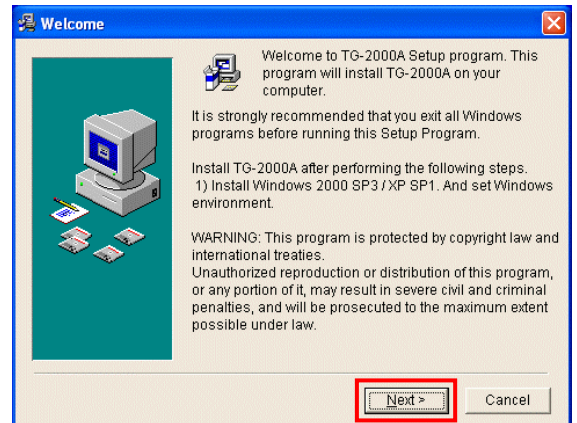 Welcome
Welcome to TG-2000A Setup program. This
program will install TG-2000A on your
computer.
It is strongly recommended that you exit all Windows
programs before running this Setup Program.
Install TG-2000A after performing the following steps.
1) Install Windows 2000 SP3 / XP SP1. And set Windows
environment.
WARNING: This program is protected by copyright law and
international treaties.
Unauthorized reproduction or distribution of this program,
or any portion of it, may result in severe civil and criminal
penalties, and will be prosecuted to the maximum extent
possible under law.
Next > Cancel